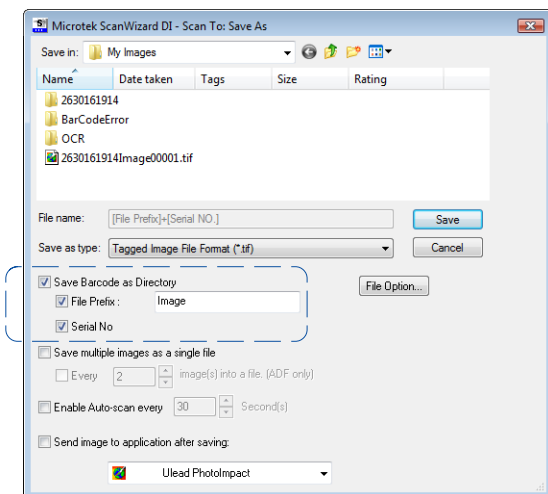 Microtek ScanWizard DI - Scan To: Save As
Save in: My Images
Name Date taken Tags Size Rating
2630161914
BarCodeError
OCR
2630161914Image00001.tif
File name: [File Prefix]+[Serial NO.] Save
Save as type: Tagged Image File Format (*.tif) Cancel
Save Barcode as Directory File Option...
File Prefix : Image
Serial No
Save multiple images as a single file
Every 2 image(s) into a file. (ADF only)
Enable Auto-scan every 30 Second(s)
Send image to application after saving:
Ulead PhotoImpact